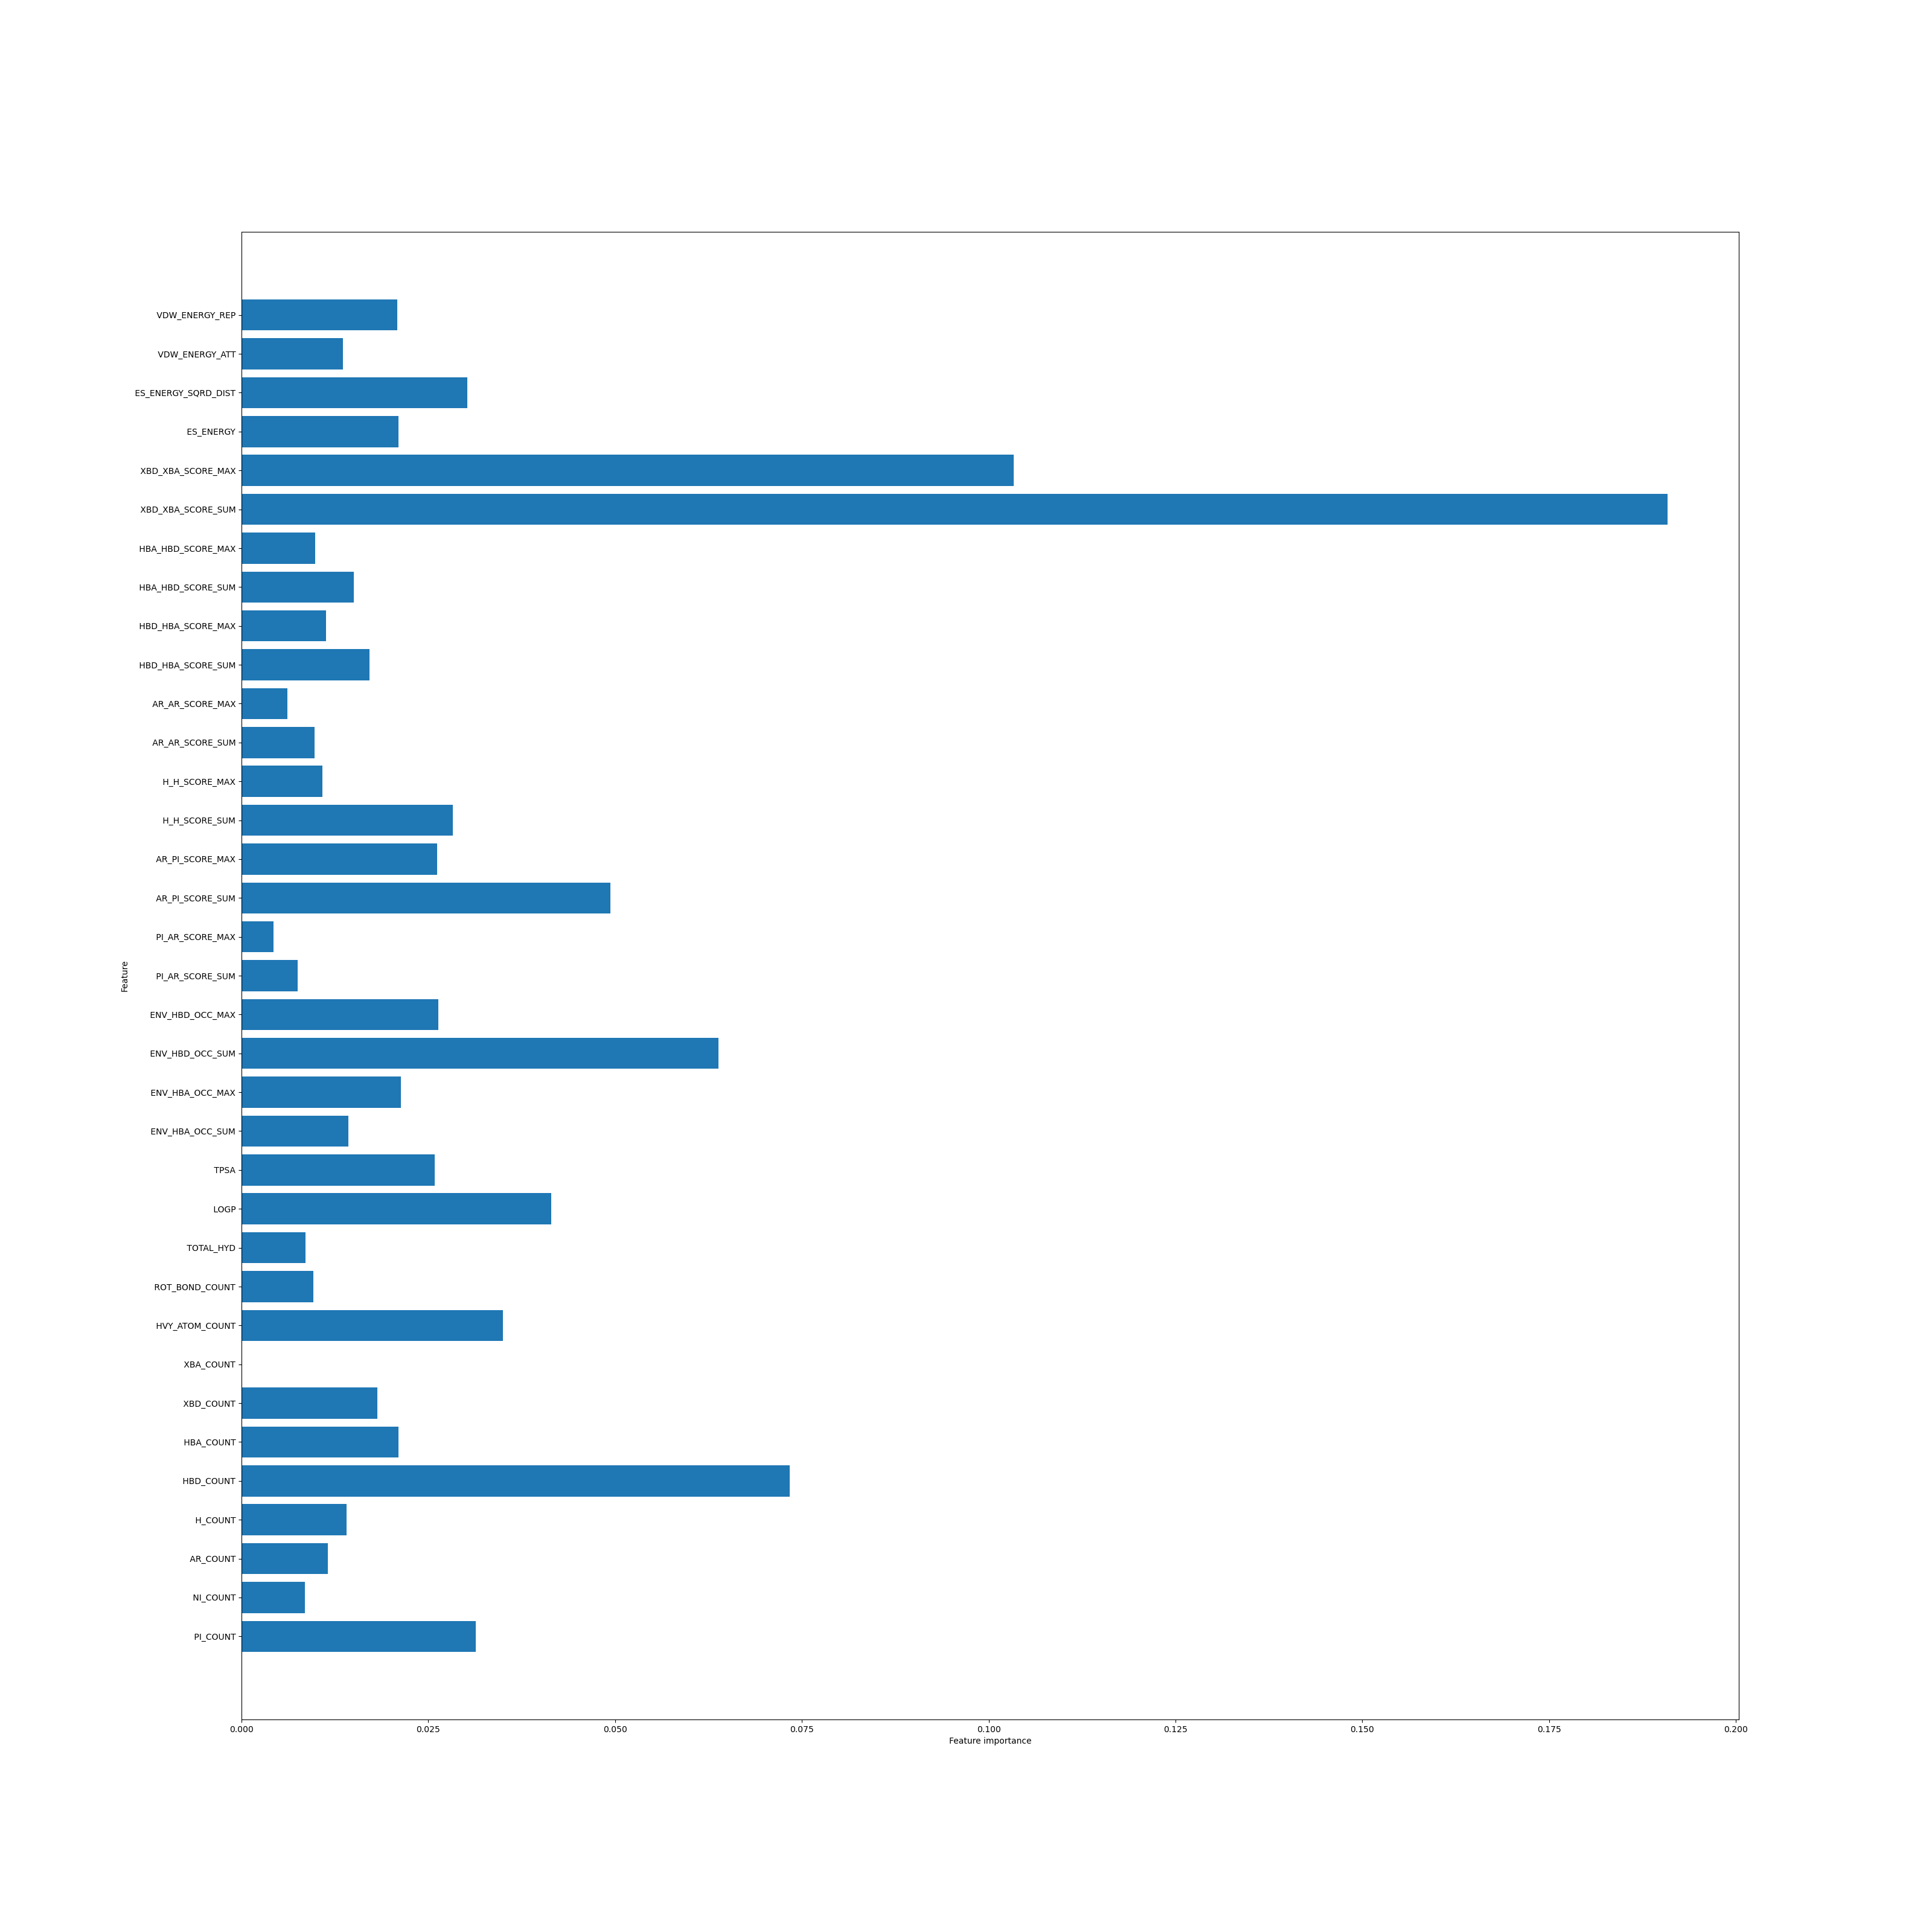 VDW_ENERGY_REP
VDW_ENERGY_ATT
ES_ENERGY_SQRD_DIST
ES_ENERGY
XBD_XBA_SCORE_MAX
XBD_XBA_SCORE_SUM
HBA_HBD_SCORE_MAX
HBA_HBD_SCORE_SUM
HBD_HBA_SCORE_MAX
HBD_HBA_SCORE_SUM
AR_AR_SCORE_MAX
AR_AR_SCORE_SUM
H_H_SCORE_MAX
H_H_SCORE_SUM
AR_PI_SCORE_MAX
AR_PI_SCORE_SUM
PI_AR_SCORE_MAX
PI_AR_SCORE_SUM
ENV_HBD_OCC_MAX
ENV_HBD_OCC_SUM
ENV_HBA_OCC_MAX
ENV_HBA_OCC_SUM
TPSA
LOGP
TOTAL_HYD
ROT_BOND_COUNT
HVY_ATOM_COUNT
XBA_COUNT
XBD_COUNT
HBA_COUNT
HBD_COUNT
H_COUNT
AR_COUNT
NI_COUNT
PI_COUNT
Feature
0.000 0.025 0.050 0.075 0.100 0.125 0.150 0.175 0.200
Feature importance